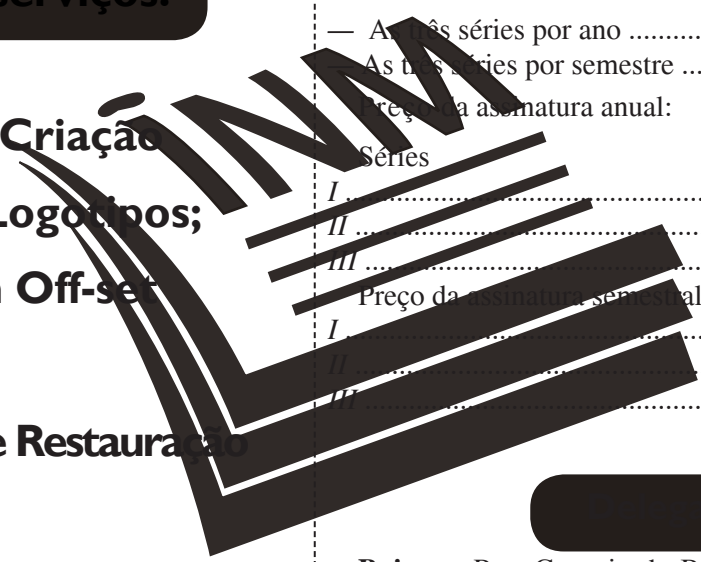 serviços:
Criação
Logotipos;
Off-set
e Restauração
INM
— As três séries por ano ..........
— As três séries por semestre ...
Preço da assinatura anual:
Séries
I ......................................................
II .....................................................
III ....................................................
Preço da assinatura semestral
I ......................................................
II .....................................................
III ....................................................